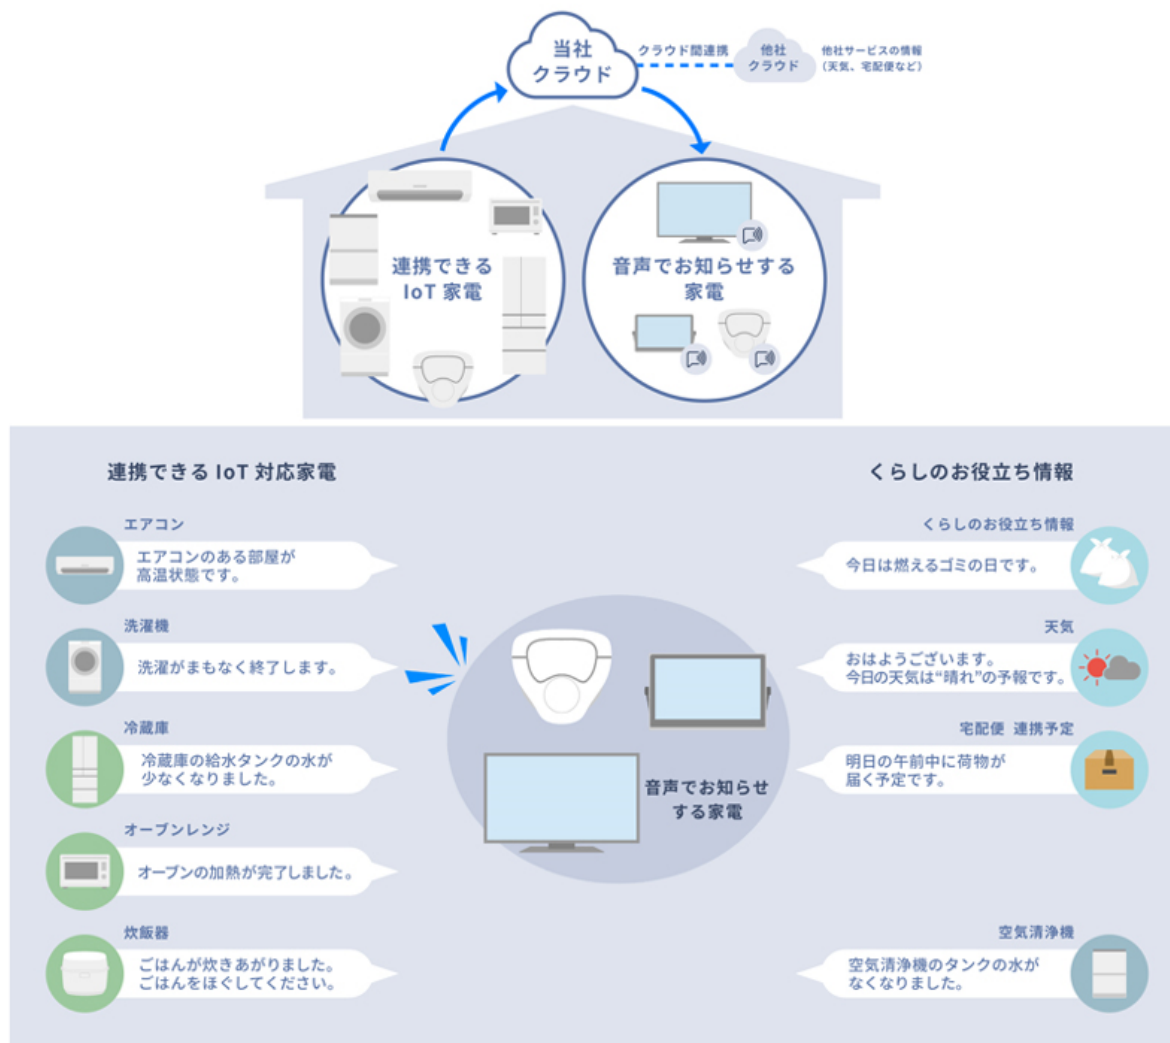 当社
クラウド
クラウド間連携
他社
クラウド
他社サービスの情報
(天気、宅配便など)
連携できる
IoT 家電
音声でお知らせする
家電
連携できる IoT 対応家電
エアコン
エアコンのある部屋が
高温状態です。
洗濯機
洗濯がまもなく終了します。
冷蔵庫
冷蔵庫の給水タンクの水が
少なくなりました。
オーブンレンジ
オーブンの加熱が完了しました。
炊飯器
ごはんが炊きあがりました。
ごはんをほぐしてください。
音声でお知らせ
する家電
くらしのお役立ち情報
くらしのお役立ち情報
今日は燃えるゴミの日です。
天気
おはようございます。
今日の天気は“晴れ”の予報です。
宅配便 連携予定
明日の午前中に荷物が
届く予定です。
空気清浄機
空気清浄機のタンクの水が
なくなりました。